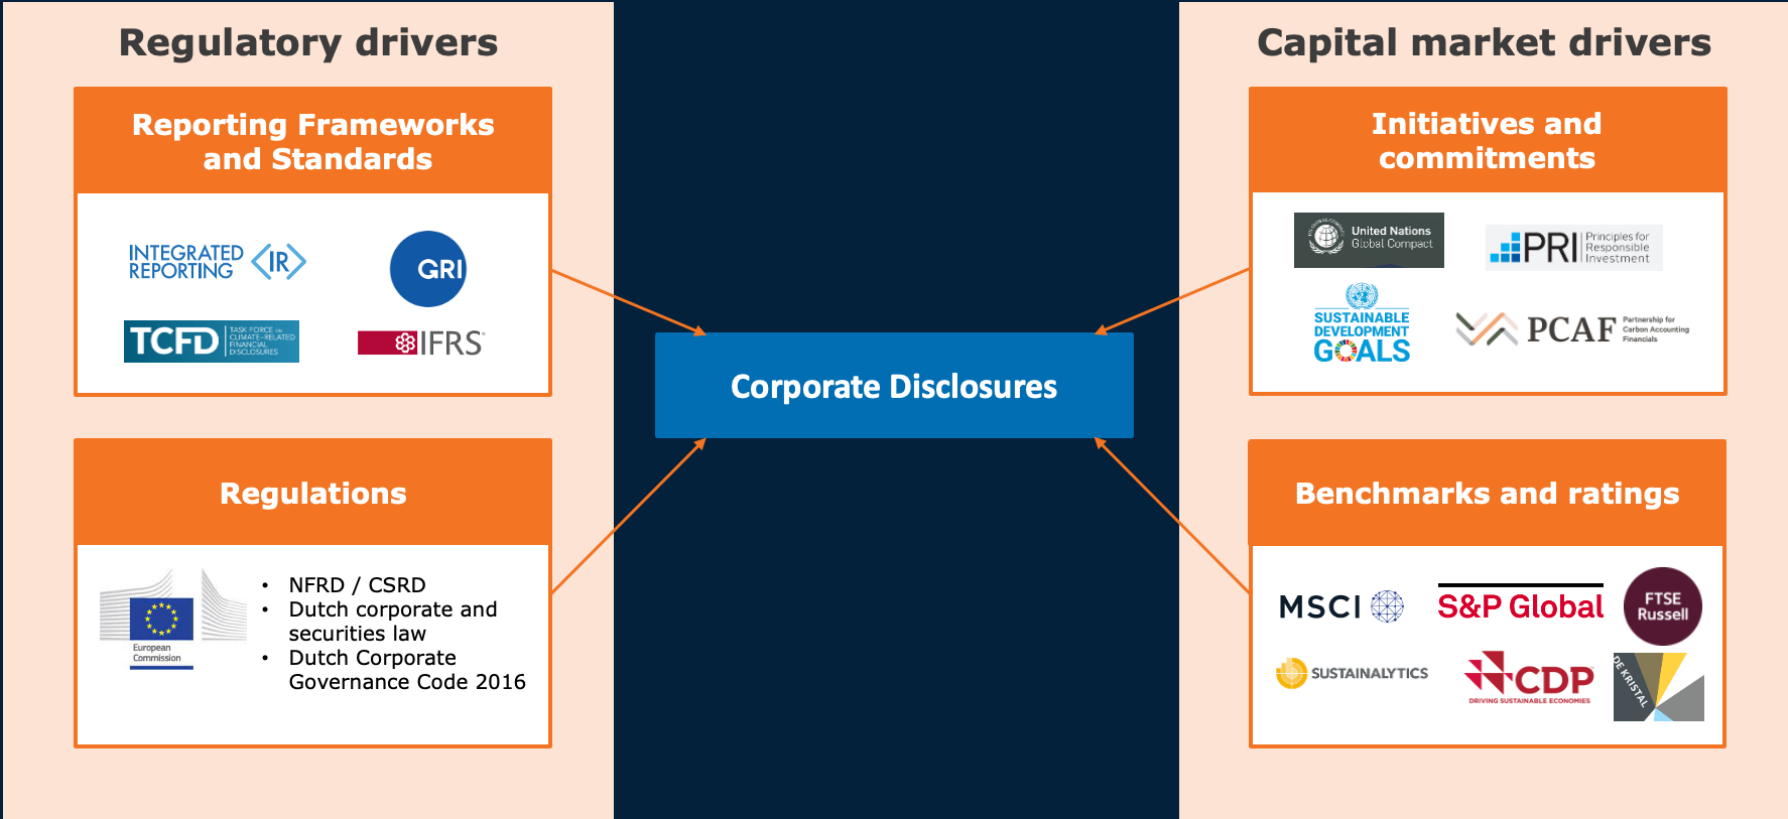 Regulatory drivers
Reporting Frameworks
and Standards
INTEGRATED
REPORTING
<IR>
GRI
TCFD
TASK FORCE ON
CLIMATE-RELATED
FINANCIAL
DISCLOSURES
IFRS
Regulations
European
Commission
• NFRD / CSRD
• Dutch corporate and
securities law
• Dutch Corporate
Governance Code 2016
Corporate Disclosures
Capital market drivers
Initiatives and
commitments
United Nations
Global Compact
PRI
Principles for
Responsible
Investment
SUSTAINABLE
DEVELOPMENT
GOALS
PCAF
Partnership for
Carbon Accounting
Financials
Benchmarks and ratings
MSCI
S&P Global
FTSE
Russell
SUSTAINALYTICS
CDP
DRIVING SUSTAINABLE ECONOMIES
DE KRISTAL